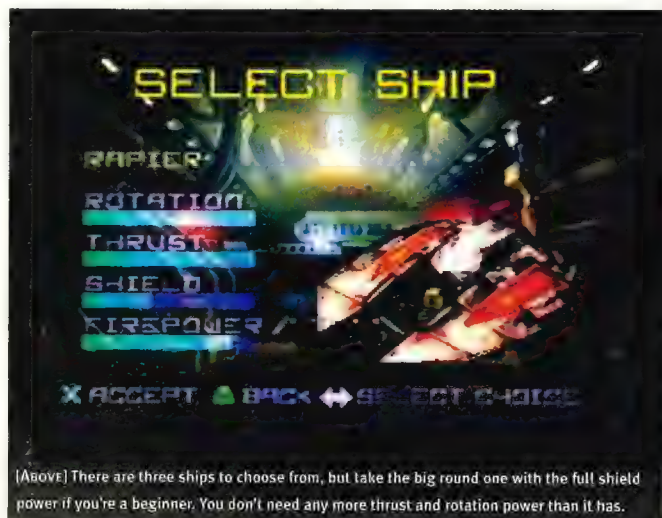 SELECT SHIP
RAPIER
ROTATION
THRUST
SHIELD
FIREPOWER
X ACCEPT BACK SELECT CHOICE
[ABOVE] There are three ships to choose from, but take the big round one with the full shield
power if you're a beginner. You don't need any more thrust and rotation power than it has.